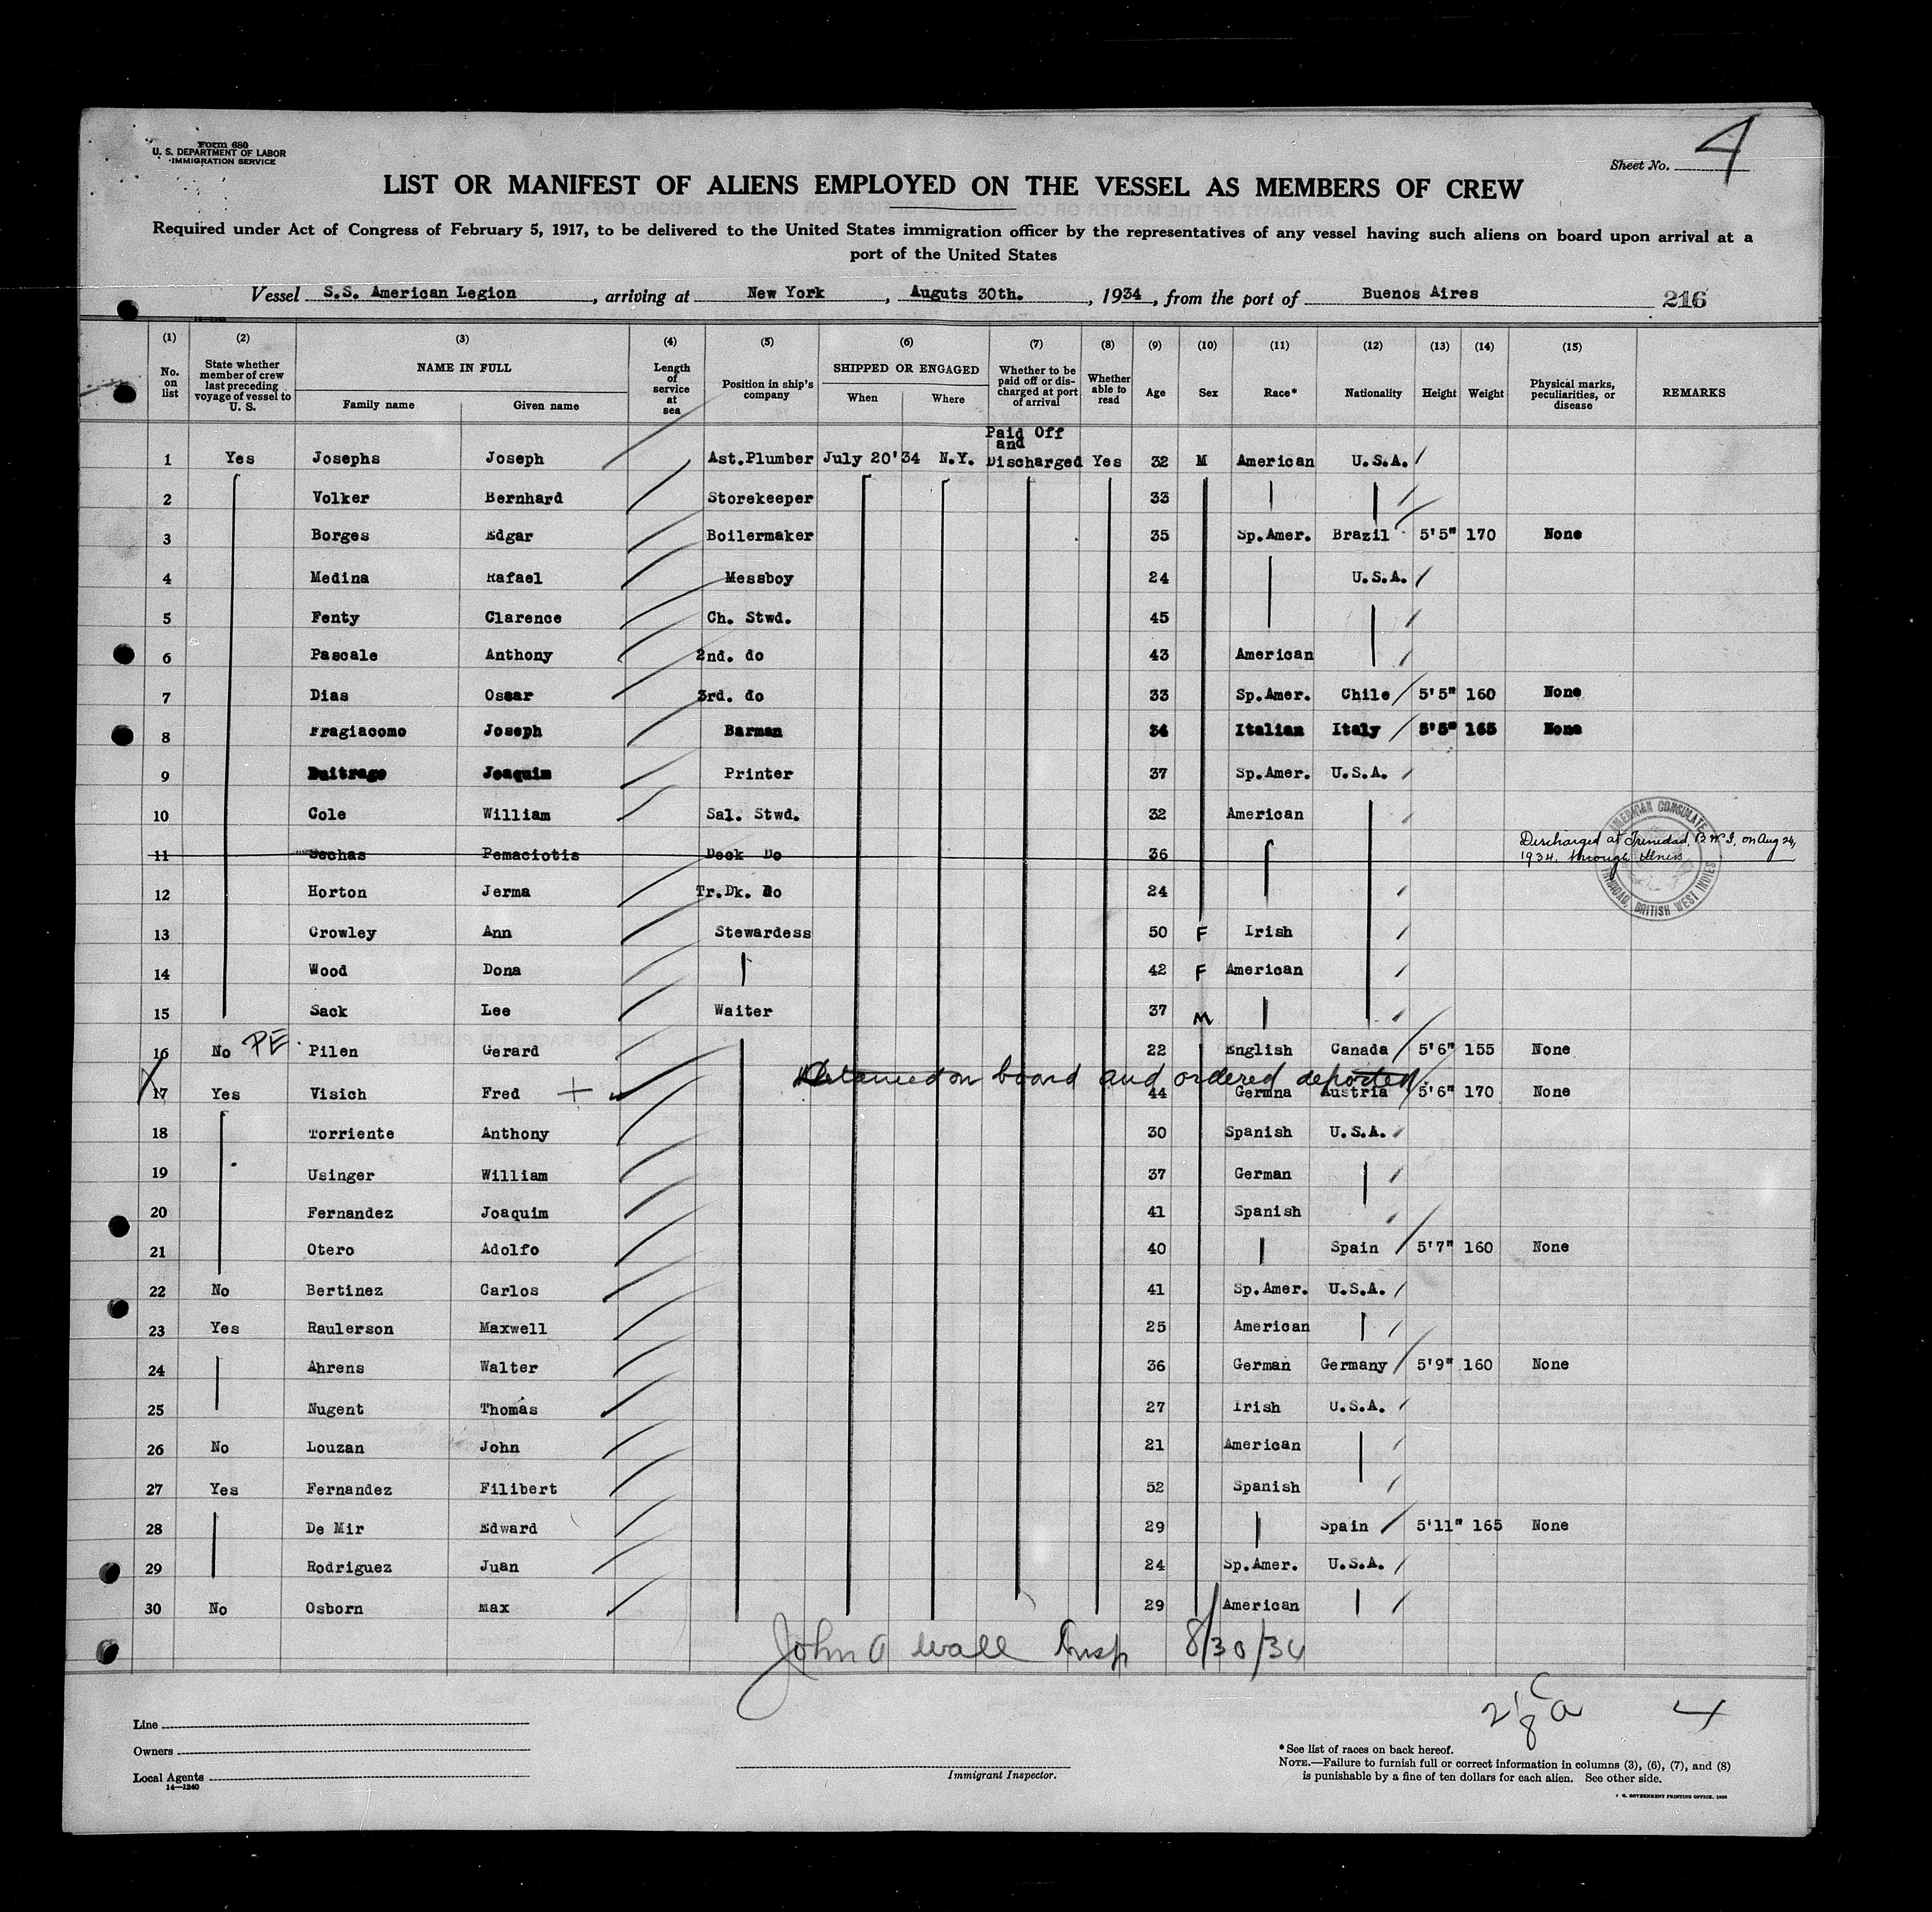 Form 680
U. S. DEPARTMENT OF LABOR
IMMIGRATION SERVICE
Sheet No. 4
LIST OR MANIFEST OF ALIENS EMPLOYED ON THE VESSEL AS MEMBERS OF CREW
Required under Act of Congress of February 5, 1917, to be delivered to the United States immigration officer by the representatives of any vessel having such aliens on board upon arrival at a
port of the United States
Vessel S.S. American Legion, arriving at New York, Auguts 30th., 1934, from the port of Buenos Aires 216
(1) (2) (3) (4) (5) (6) (7) (8) (9) (10) (11) (12) (13) (14) (15)
No. on list State whether member of crew last preceding voyage of vessel to U. S. NAME IN FULL Family name Given name Length of service at sea Position in ship's company SHIPPED OR ENGAGED When Where Whether to be paid off or discharged at port of arrival Whether able to read Age Sex Race* Nationality Height Weight Physical marks, peculiarities, or disease REMARKS
Paid Off
and
1 Yes Josephs Joseph Ast.Plumber July 20'34 N.Y. Discharged Yes 32 M American U.S.A.
2 Volker Bernhard Storekeeper 33
3 Borges Edgar Boilermaker 35 Sp.Amer. Brazil 5'5" 170 None
4 Medina Rafael Messboy 24 U.S.A.
5 Fenty Clarence Ch. Stwd. 45
6 Pascale Anthony 2nd. do 43 American
7 Dias Ossar 3rd. do 33 Sp.Amer. Chile 5'5" 160 None
8 Fragiacomo Joseph Barman 34 Italian Italy 5'5" 165 None
9 Buitrago Joaquim Printer 37 Sp.Amer. U.S.A.
10 Cole William Sal. Stwd. 32 American
11 Pemaciotis Deck Do 36 Discharged at Trinidad, B.W.I, on Aug 24,
1934, through illness
AMERICAN CONSULATE
TRINIDAD, BRITISH WEST INDIES
12 Horton Jerma Tr.Dk. Do 24
13 Crowley Ann Stewardess 50 F Irish
14 Wood Dona 42 F American
15 Sack Lee Waiter 37 M
16 No PE. Pilen Gerard 22 English Canada 5'6" 155 None
Detained on board and ordered deported
17 Yes Visich Fred 44 Germna Austria 5'6" 170 None
18 Torriente Anthony 30 Spanish U.S.A.
19 Usinger William 37 German
20 Fernandez Joaquim 41 Spanish
21 Otero Adolfo 40 Spain 5'7" 160 None
22 No Bertinez Carlos 41 Sp.Amer. U.S.A.
23 Yes Raulerson Maxwell 25 American
24 Ahrens Walter 36 German Germany 5'9" 160 None
25 Nugent Thomas 27 Irish U.S.A.
26 No Louzan John 21 American
27 Yes Fernandez Filibert 52 Spanish
28 De Mir Edward 29 Spain 5'11" 165 None
29 Rodriguez Juan 24 Sp.Amer. U.S.A.
30 No Osborn Max 29 American
John A Wall Insp 8/30/34
4
Line
Owners
Local Agents
14—1240
Immigrant Inspector.
* See list of races on back hereof.
NOTE.—Failure to furnish full or correct information in columns (3), (6), (7), and (8)
is punishable by a fine of ten dollars for each alien. See other side.